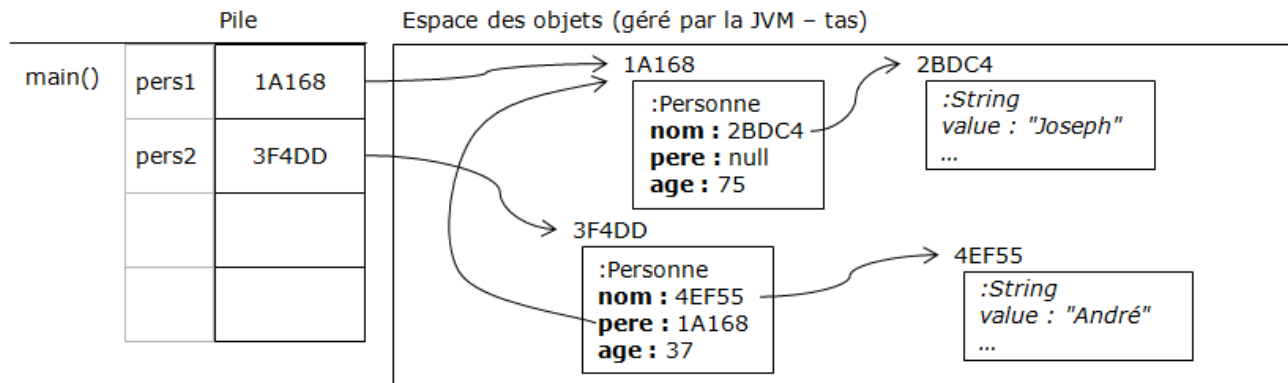 Pile
Espace des objets (géré par la JVM – tas)
main()
pers1
1A168
pers2
3F4DD
1A168
:Personne
nom : 2BDC4
pere : null
age : 75
2BDC4
:String
value : "Joseph"
...
3F4DD
:Personne
nom : 4EF55
pere : 1A168
age : 37
4EF55
:String
value : "André"
...